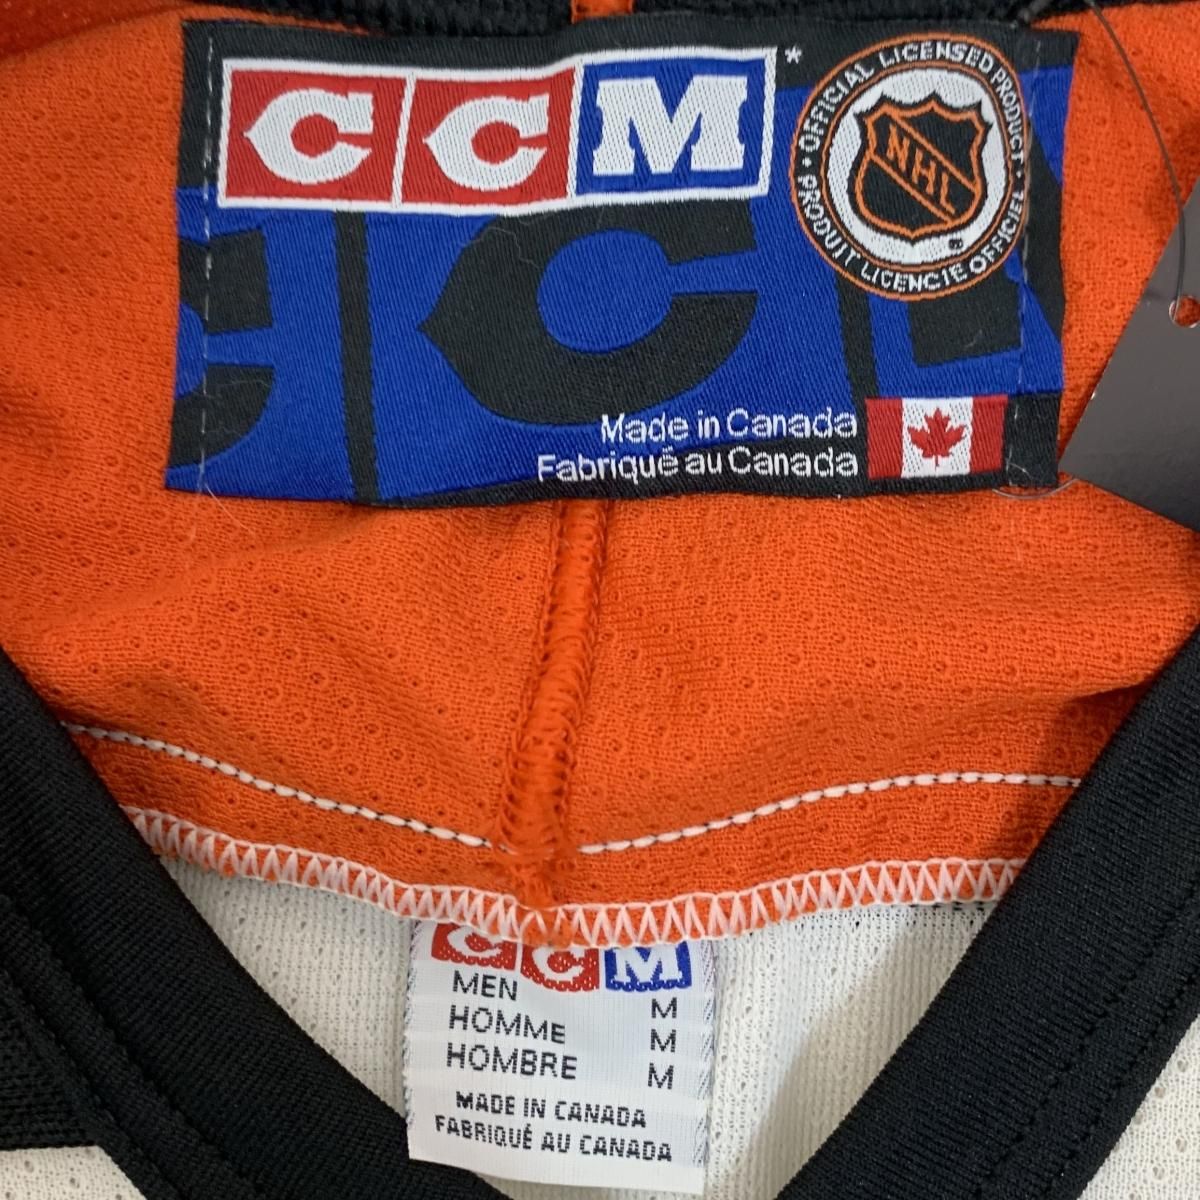 CCM*
OFFICIAL LICENSED PRODUCT • PRODUIT LICENCIE OFFICIEL •
NHL
®
Made in Canada
Fabriqué au Canada
CCM
MEN M
HOMME M
HOMBRE M
MADE IN CANADA
FABRIQUÉ AU CANADA